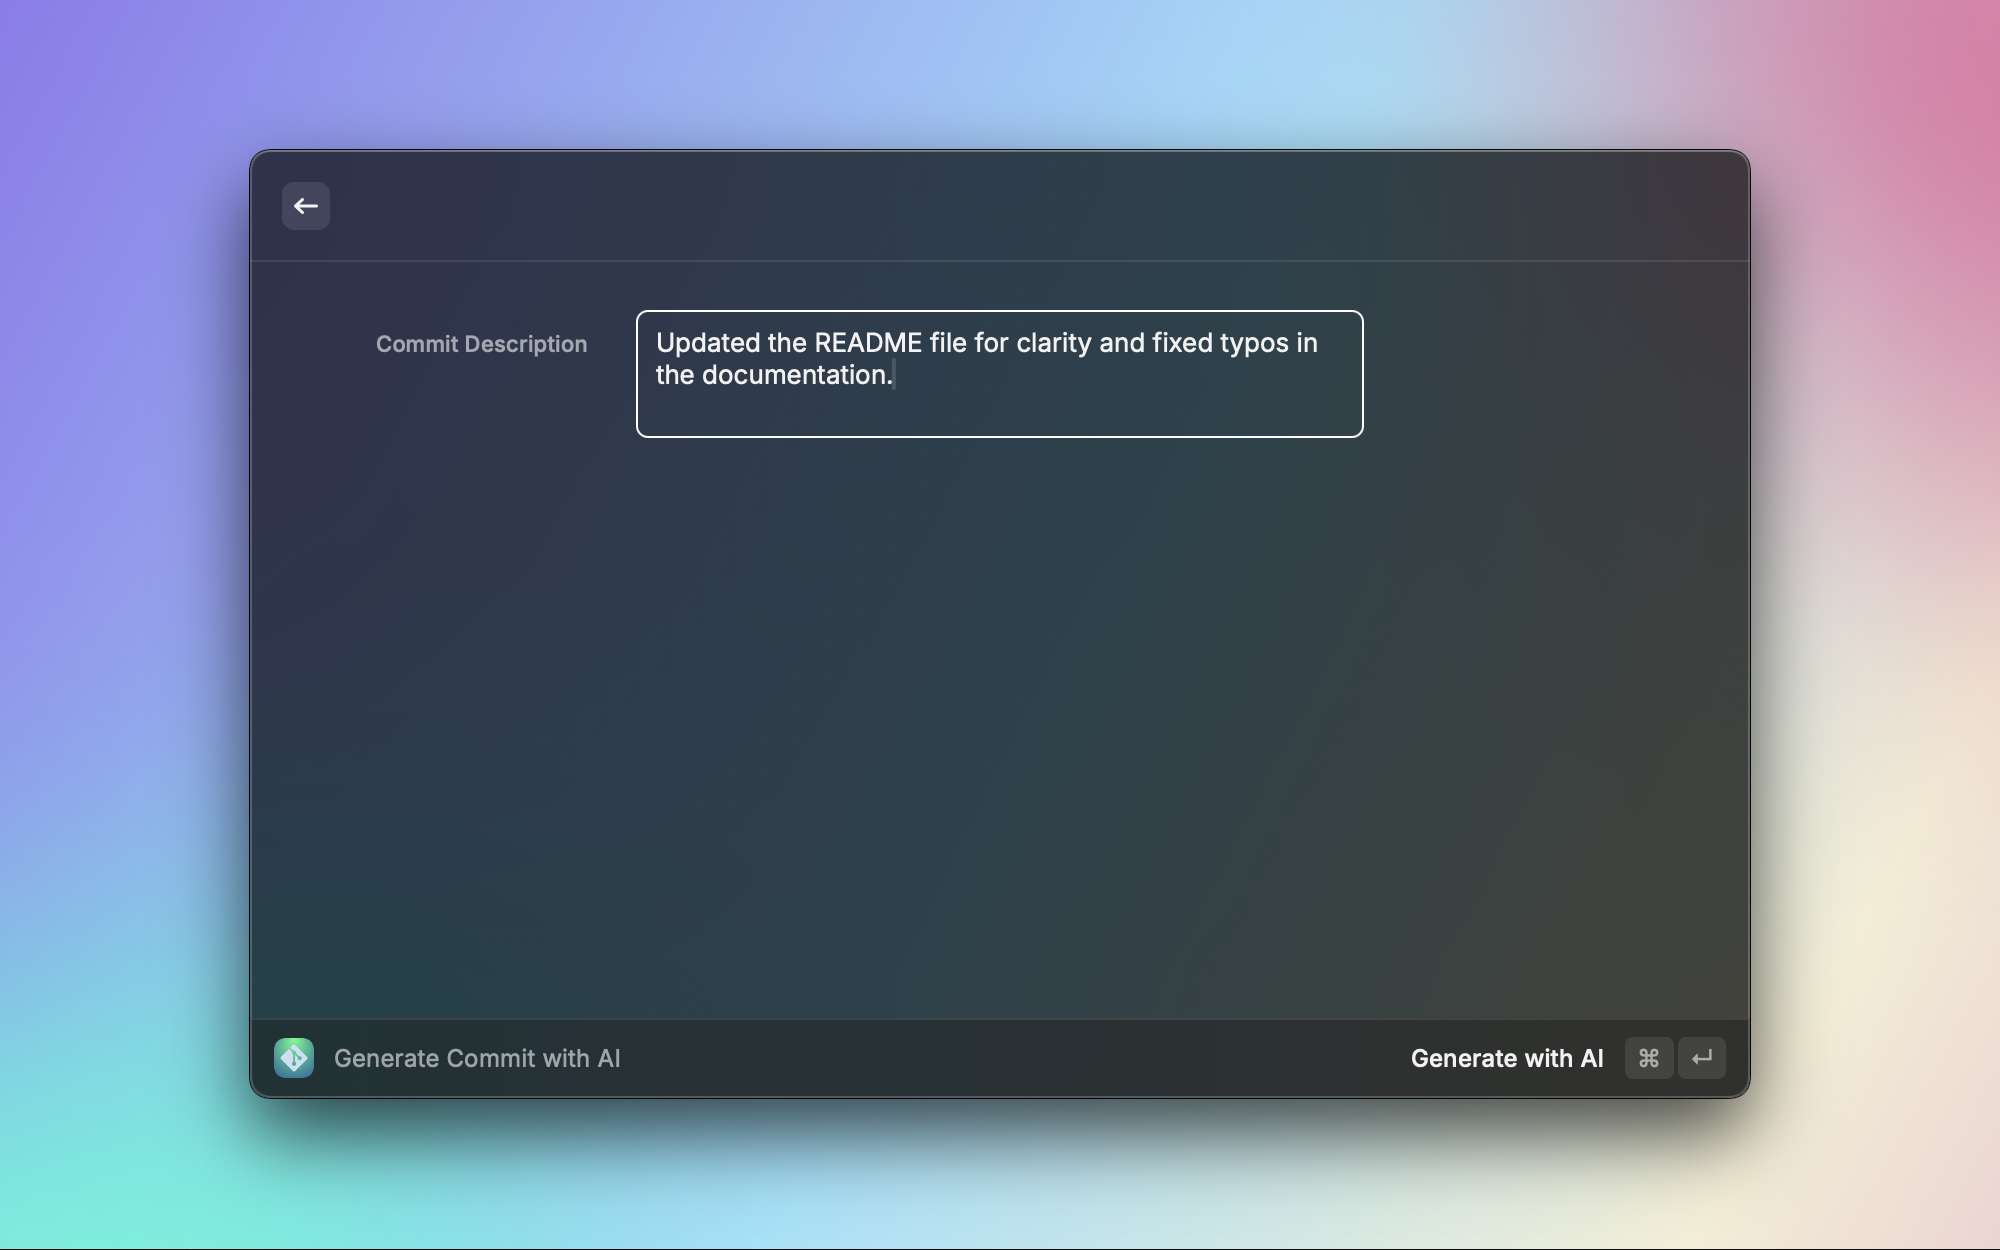 Commit Description
Updated the README file for clarity and fixed typos in
the documentation.
Generate Commit with AI
Generate with AI ⌘ ↵